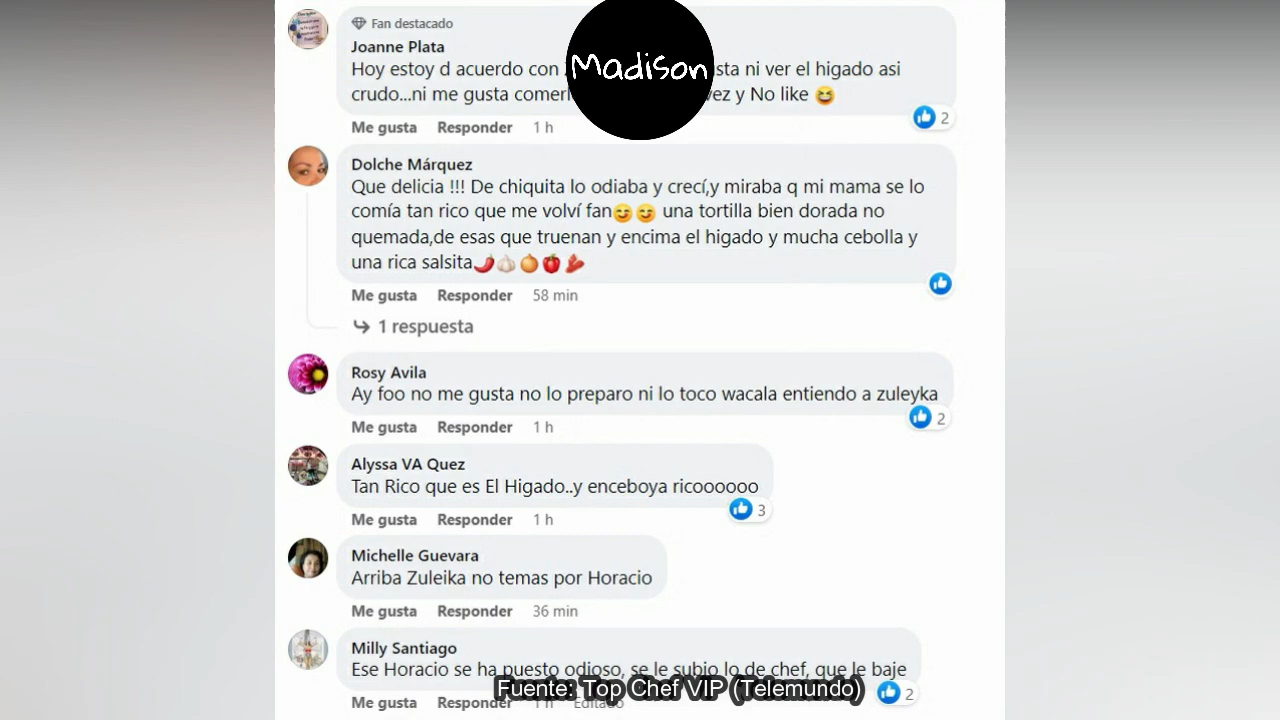 Fan destacado
Joanne Plata
Hoy estoy d acuerdo con
Madison
ni ver el higado asi
crudo...ni me gusta
y No like 😆
2
Me gusta Responder 1 h
Dolche Márquez
Que delicia !!! De chiquita lo odiaba y crecí,y miraba q mi mama se lo
comía tan rico que me volví fan😋😋 una tortilla bien dorada no
quemada,de esas que truenan y encima el higado y mucha cebolla y
una rica salsita🌶️🧄🧅🫑🥓
Me gusta Responder 58 min
1 respuesta
Rosy Avila
Ay foo no me gusta no lo preparo ni lo toco wacala entiendo a zuleyka
2
Me gusta Responder 1 h
Alyssa VA Quez
Tan Rico que es El Higado..y enceboya ricoooooo
3
Me gusta Responder 1 h
Michelle Guevara
Arriba Zuleika no temas por Horacio
Me gusta Responder 36 min
Milly Santiago
Ese Horacio se ha puesto odioso, se le subio lo de chef, que le baje
Fuente: Top Chef VIP (Telemundo)
2
Me gusta Responder 1 h Editado